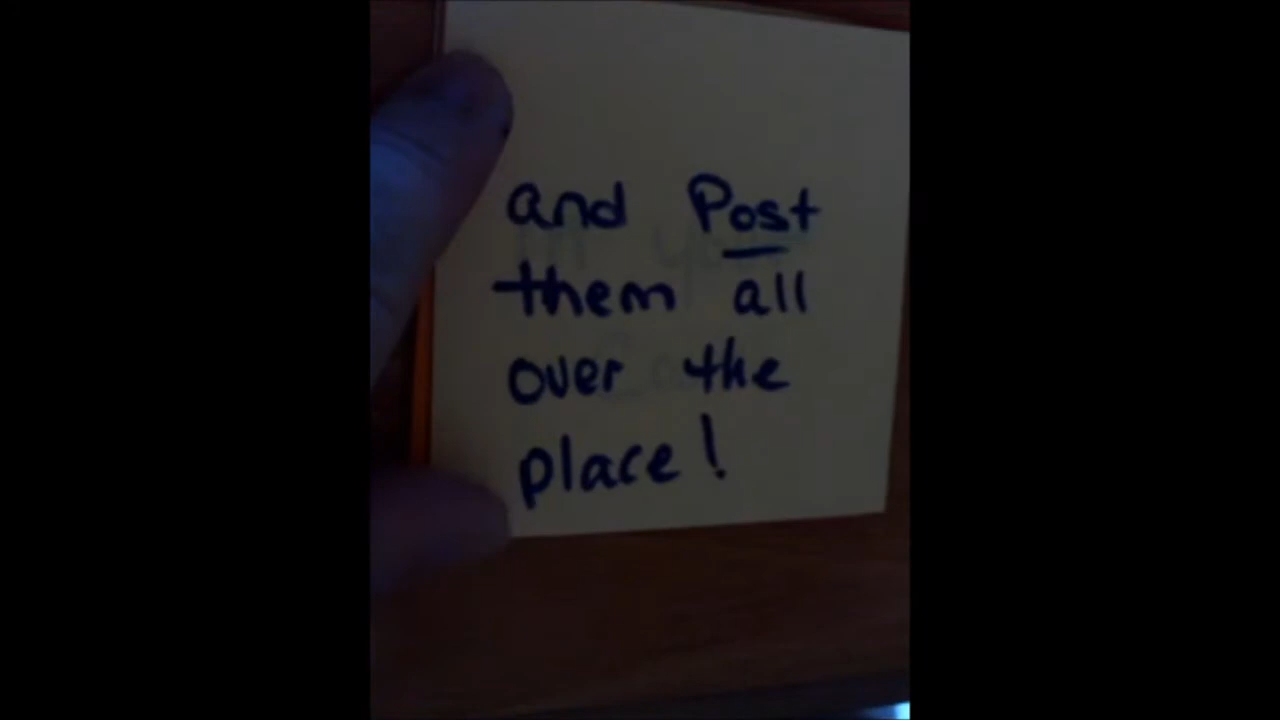 and Post
them all
over the
place!